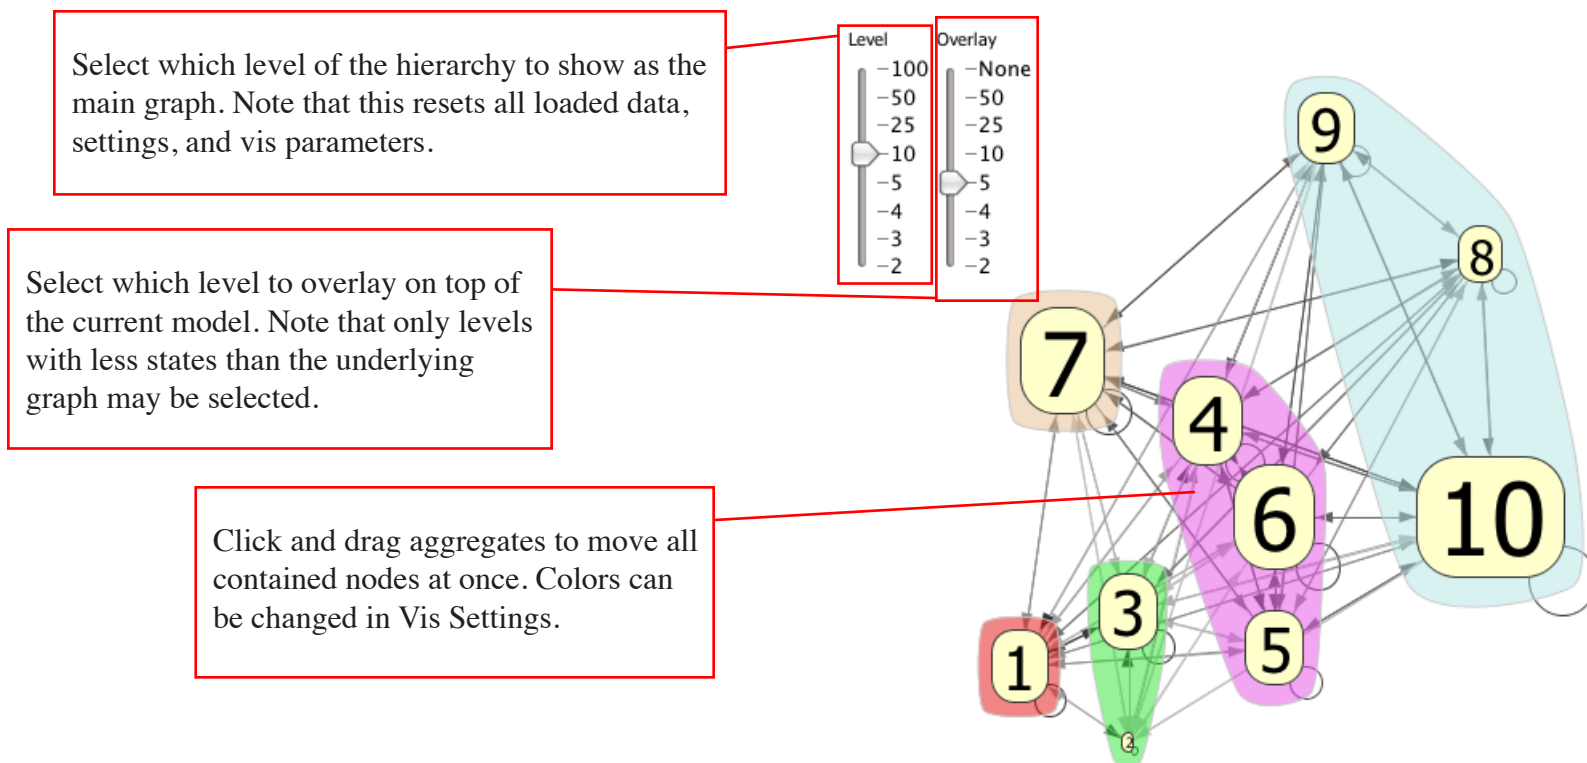 Select which level of the hierarchy to show as the
main graph. Note that this resets all loaded data,
settings, and vis parameters.
Select which level to overlay on top of
the current model. Note that only levels
with less states than the underlying
graph may be selected.
Click and drag aggregates to move all
contained nodes at once. Colors can
be changed in Vis Settings.
Level
100
50
25
10
5
4
3
2
Overlay
None
50
25
10
5
4
3
2
9
8
7
4
6
10
3
1
5
2